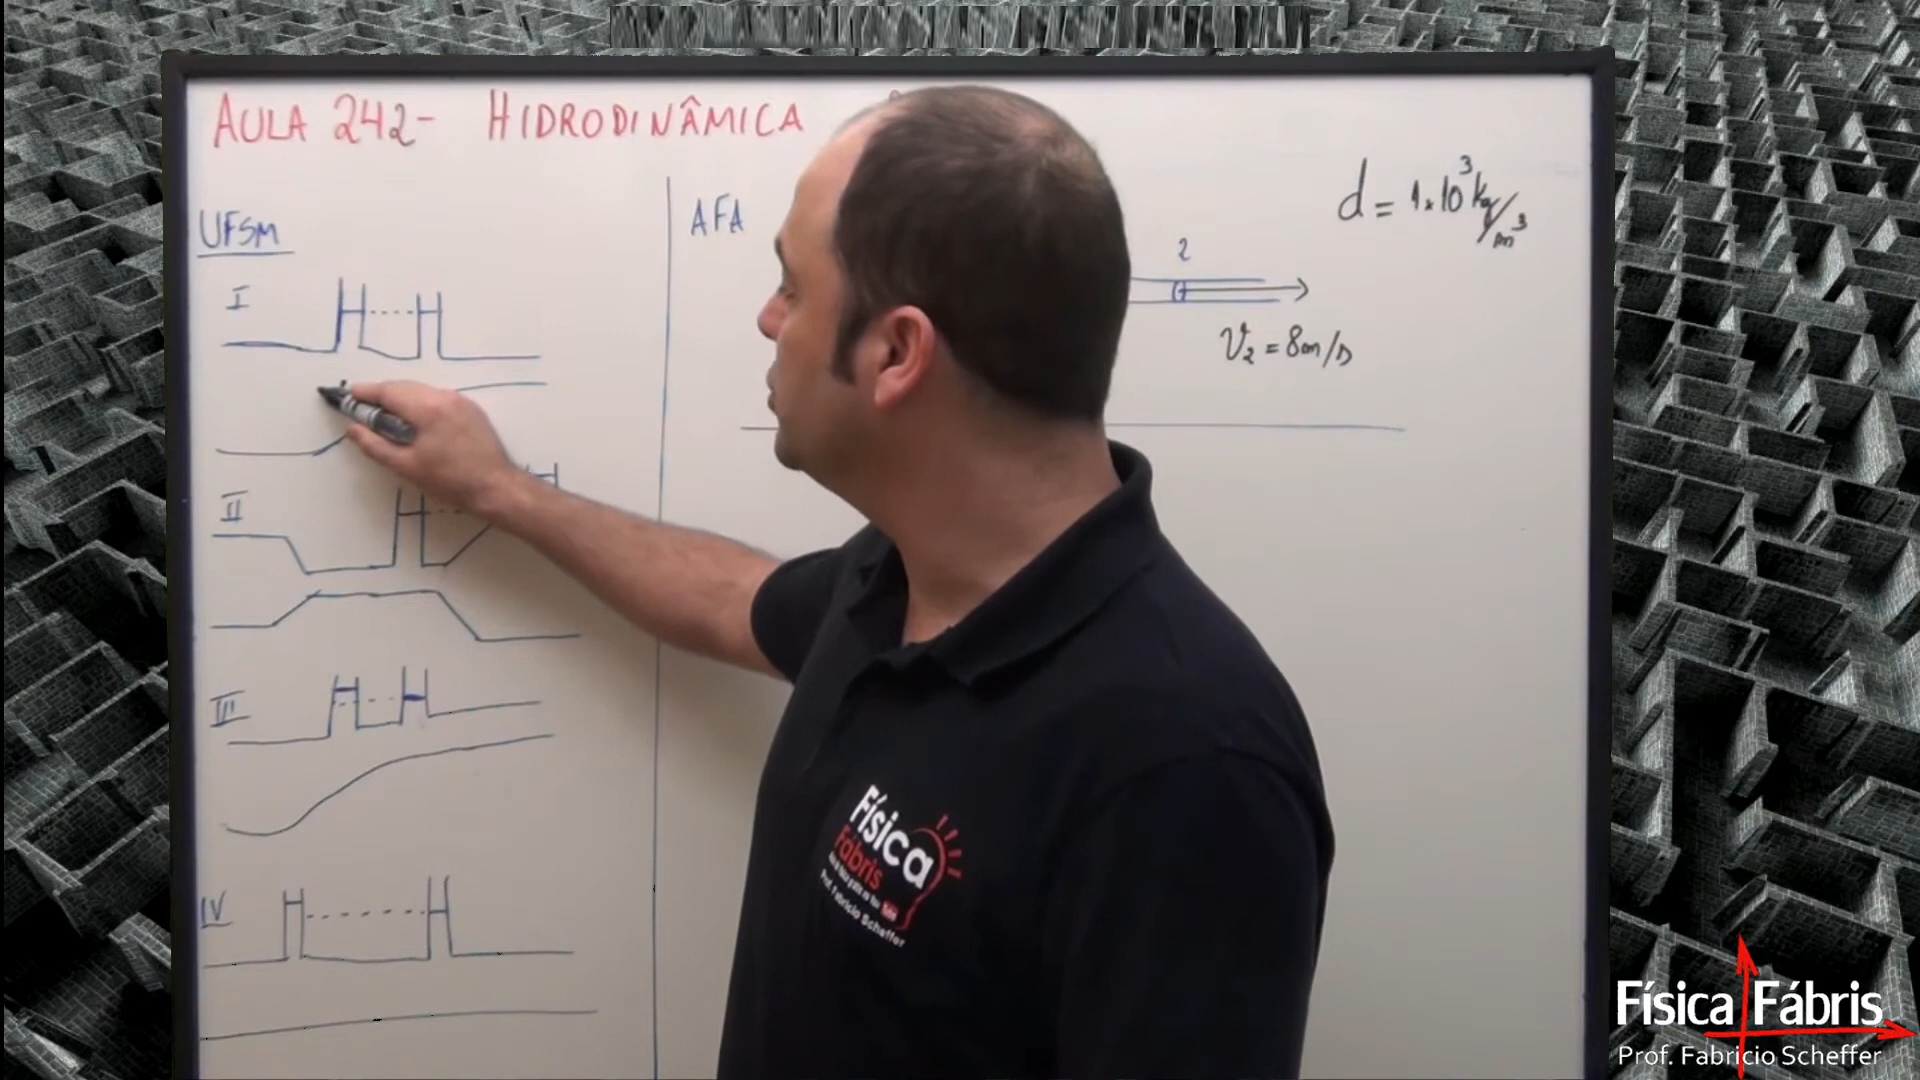 AULA 242- HIDRODINÂMICA
UFSM
I
II
III
IV
AFA
2
d = 1x10³ kg/m³
V₂ = 8m/s
Física
Fábris
Prof. Fabricio Scheffer
Física Fábris
Prof. Fabricio Scheffer